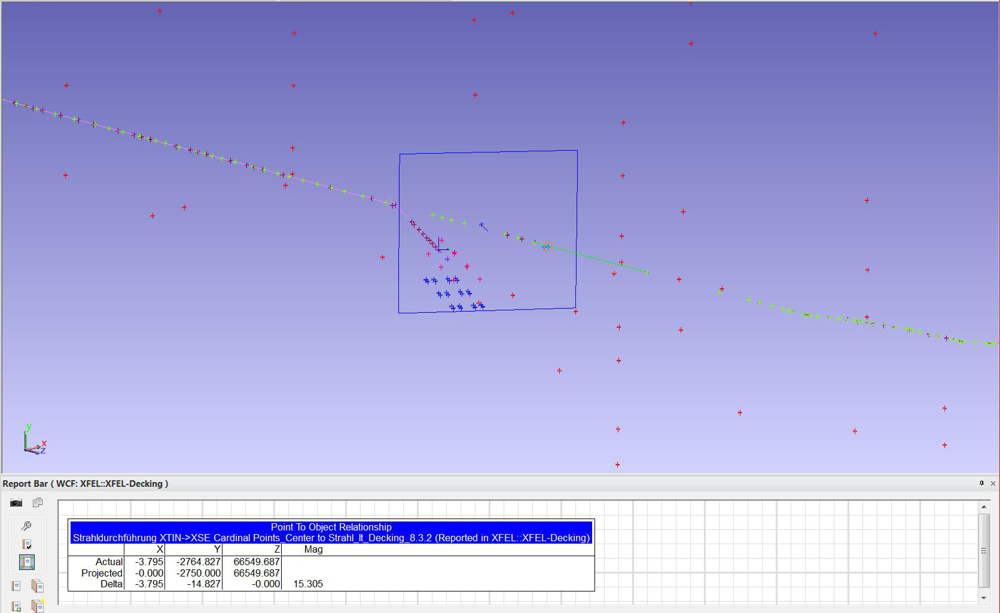 y
x
z
Report Bar ( WCF: XFEL::XFEL-Decking )
Point To Object Relationship
Strahldurchführung XTIN->XSE Cardinal Points_Center to Strahl_lt_Decking_8.3.2 (Reported in XFEL::XFEL-Decking)
X Y Z Mag
Actual -3.795 -2764.827 66549.687
Projected -0.000 -2750.000 66549.687
Delta -3.795 -14.827 -0.000 15.305